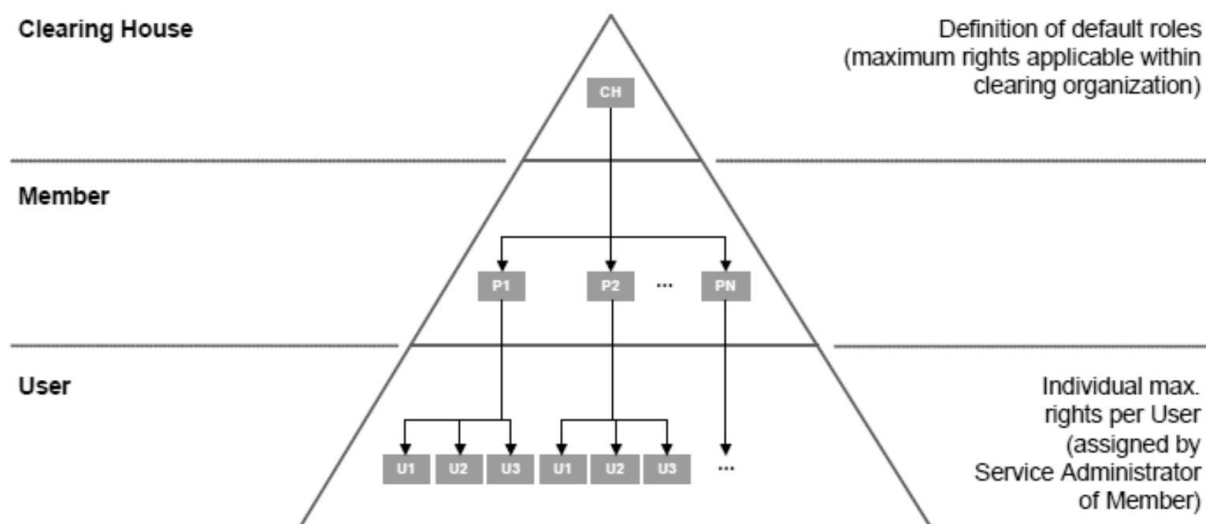 Clearing House
Definition of default roles
(maximum rights applicable within
clearing organization)
CH
Member
P1 P2 ... PN
User
Individual max.
rights per User
(assigned by
Service Administrator
of Member)
U1 U2 U3 U1 U2 U3 ...